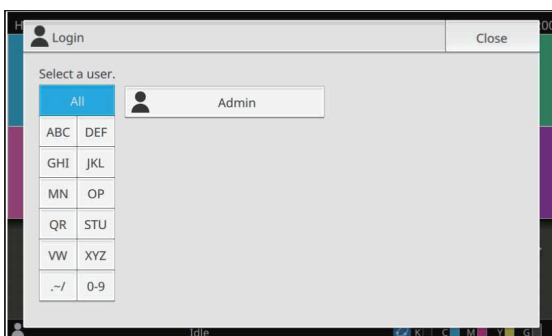 H
Login
Close
00
Select a user.
All
Admin
ABC DEF
GHI JKL
MN OP
QR STU
VW XYZ
.~/ 0-9
Idle
K C M Y G